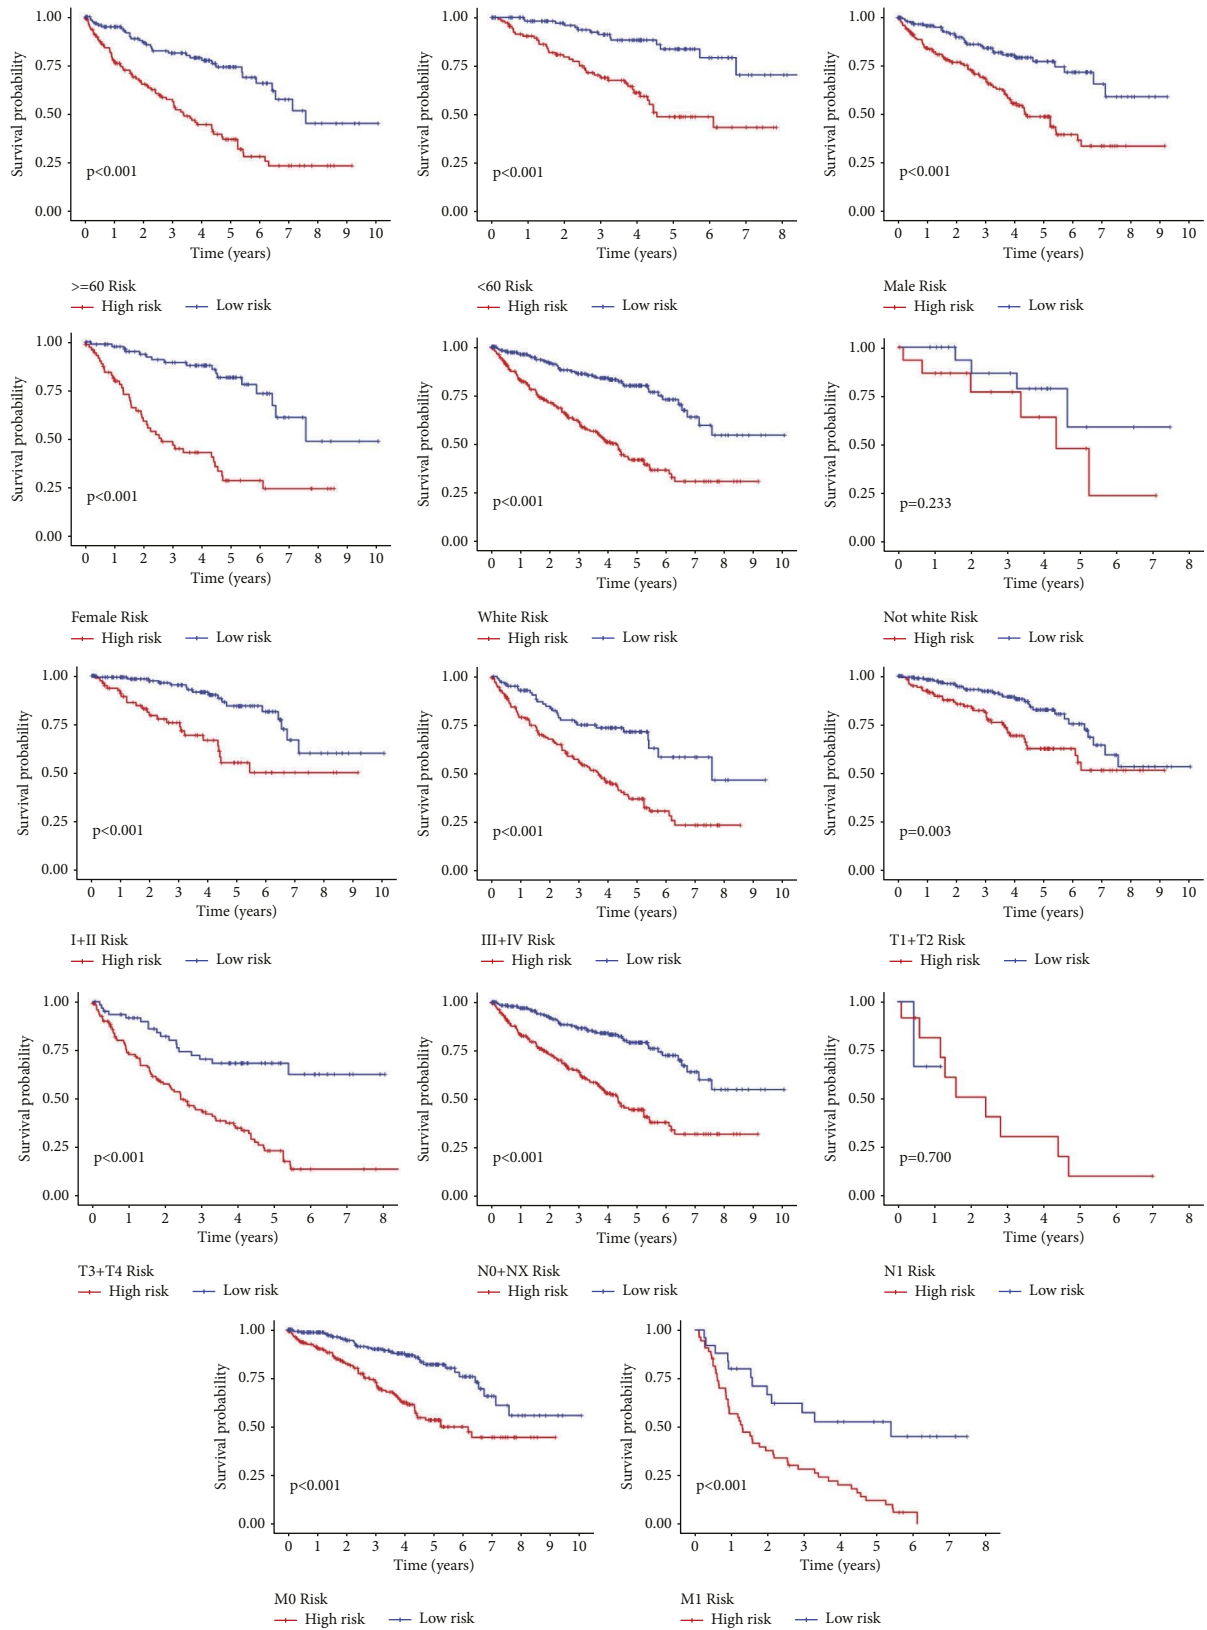 Survival probability
1.00
0.75
0.50
0.25
0.00
p<0.001
0 1 2 3 4 5 6 7 8 9 10
Time (years)
>=60 Risk
High risk Low risk
Survival probability
1.00
0.75
0.50
0.25
0.00
p<0.001
0 1 2 3 4 5 6 7 8
Time (years)
<60 Risk
High risk Low risk
Survival probability
1.00
0.75
0.50
0.25
0.00
p<0.001
0 1 2 3 4 5 6 7 8 9 10
Time (years)
Male Risk
High risk Low risk
Survival probability
1.00
0.75
0.50
0.25
0.00
p<0.001
0 1 2 3 4 5 6 7 8 9 10
Time (years)
Female Risk
High risk Low risk
Survival probability
1.00
0.75
0.50
0.25
0.00
p<0.001
0 1 2 3 4 5 6 7 8 9 10
Time (years)
White Risk
High risk Low risk
Survival probability
1.00
0.75
0.50
0.25
0.00
p=0.233
0 1 2 3 4 5 6 7 8
Time (years)
Not white Risk
High risk Low risk
Survival probability
1.00
0.75
0.50
0.25
0.00
p<0.001
0 1 2 3 4 5 6 7 8 9 10
Time (years)
I+II Risk
High risk Low risk
Survival probability
1.00
0.75
0.50
0.25
0.00
p<0.001
0 1 2 3 4 5 6 7 8 9 10
Time (years)
III+IV Risk
High risk Low risk
Survival probability
1.00
0.75
0.50
0.25
0.00
p=0.003
0 1 2 3 4 5 6 7 8 9 10
Time (years)
T1+T2 Risk
High risk Low risk
Survival probability
1.00
0.75
0.50
0.25
0.00
p<0.001
0 1 2 3 4 5 6 7 8
Time (years)
T3+T4 Risk
High risk Low risk
Survival probability
1.00
0.75
0.50
0.25
0.00
p<0.001
0 1 2 3 4 5 6 7 8 9 10
Time (years)
N0+NX Risk
High risk Low risk
Survival probability
1.00
0.75
0.50
0.25
0.00
p=0.700
0 1 2 3 4 5 6 7 8
Time (years)
N1 Risk
High risk Low risk
Survival probability
1.00
0.75
0.50
0.25
0.00
p<0.001
0 1 2 3 4 5 6 7 8 9 10
Time (years)
M0 Risk
High risk Low risk
Survival probability
1.00
0.75
0.50
0.25
0.00
p<0.001
0 1 2 3 4 5 6 7 8
Time (years)
M1 Risk
High risk Low risk